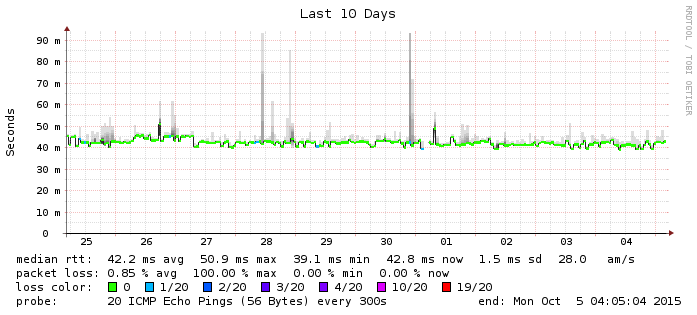 Last 10 Days
RRDTOOL / TOBI OETIKER
Seconds
90 m
80 m
70 m
60 m
50 m
40 m
30 m
20 m
10 m
0
25 26 27 28 29 30 01 02 03 04
median rtt: 42.2 ms avg 50.9 ms max 39.1 ms min 42.8 ms now 1.5 ms sd 28.0 am/s
packet loss: 0.85 % avg 100.00 % max 0.00 % min 0.00 % now
loss color: 0 1/20 2/20 3/20 4/20 10/20 19/20
probe: 20 ICMP Echo Pings (56 Bytes) every 300s end: Mon Oct 5 04:05:04 2015